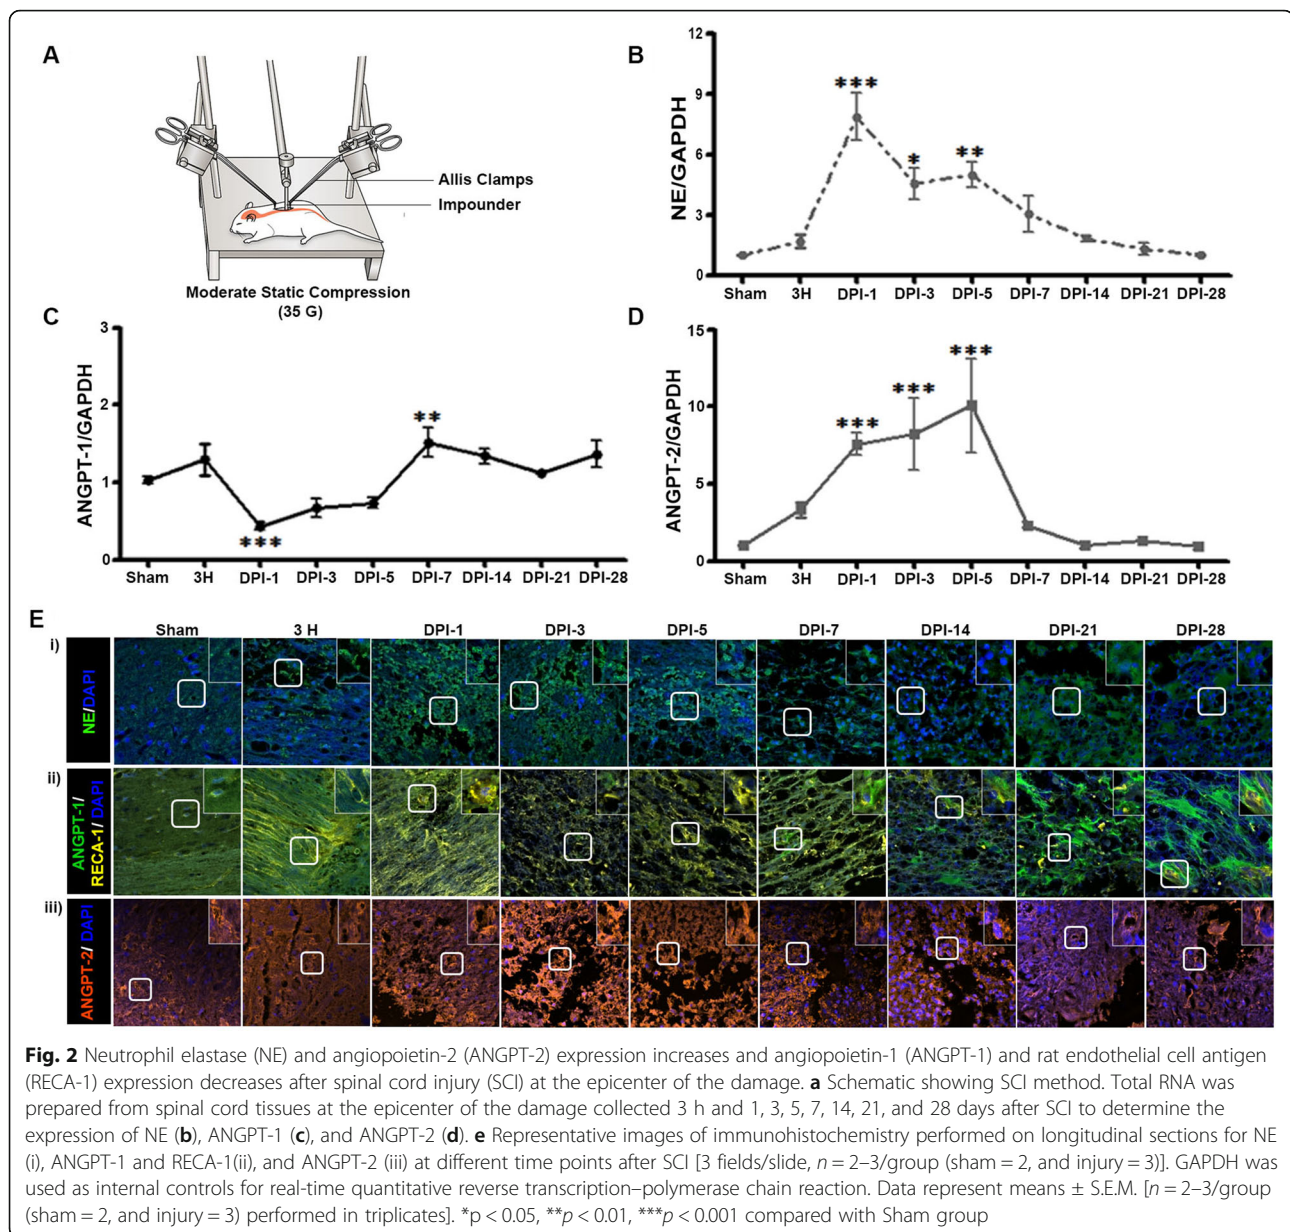 A
Allis Clamps
Impounder
Moderate Static Compression
(35 G)
B
NE/GAPDH
12
9
6
3
0
***
*
**
Sham 3H DPI-1 DPI-3 DPI-5 DPI-7 DPI-14 DPI-21 DPI-28
C
ANGPT-1/GAPDH
3
2
1
0
***
**
Sham 3H DPI-1 DPI-3 DPI-5 DPI-7 DPI-14 DPI-21 DPI-28
D
ANGPT-2/GAPDH
15
10
5
0
***
***
***
Sham 3H DPI-1 DPI-3 DPI-5 DPI-7 DPI-14 DPI-21 DPI-28
E
Sham 3 H DPI-1 DPI-3 DPI-5 DPI-7 DPI-14 DPI-21 DPI-28
i)
NE/DAPI
ii)
ANGPT-1/
RECA-1/ DAPI
iii)
ANGPT-2/ DAPI
Fig. 2 Neutrophil elastase (NE) and angiopoietin-2 (ANGPT-2) expression increases and angiopoietin-1 (ANGPT-1) and rat endothelial cell antigen
(RECA-1) expression decreases after spinal cord injury (SCI) at the epicenter of the damage. a Schematic showing SCI method. Total RNA was
prepared from spinal cord tissues at the epicenter of the damage collected 3 h and 1, 3, 5, 7, 14, 21, and 28 days after SCI to determine the
expression of NE (b), ANGPT-1 (c), and ANGPT-2 (d). e Representative images of immunohistochemistry performed on longitudinal sections for NE
(i), ANGPT-1 and RECA-1(ii), and ANGPT-2 (iii) at different time points after SCI [3 fields/slide, n = 2–3/group (sham = 2, and injury = 3)]. GAPDH was
used as internal controls for real-time quantitative reverse transcription–polymerase chain reaction. Data represent means ± S.E.M. [n = 2–3/group
(sham = 2, and injury = 3) performed in triplicates]. *p < 0.05, **p < 0.01, ***p < 0.001 compared with Sham group